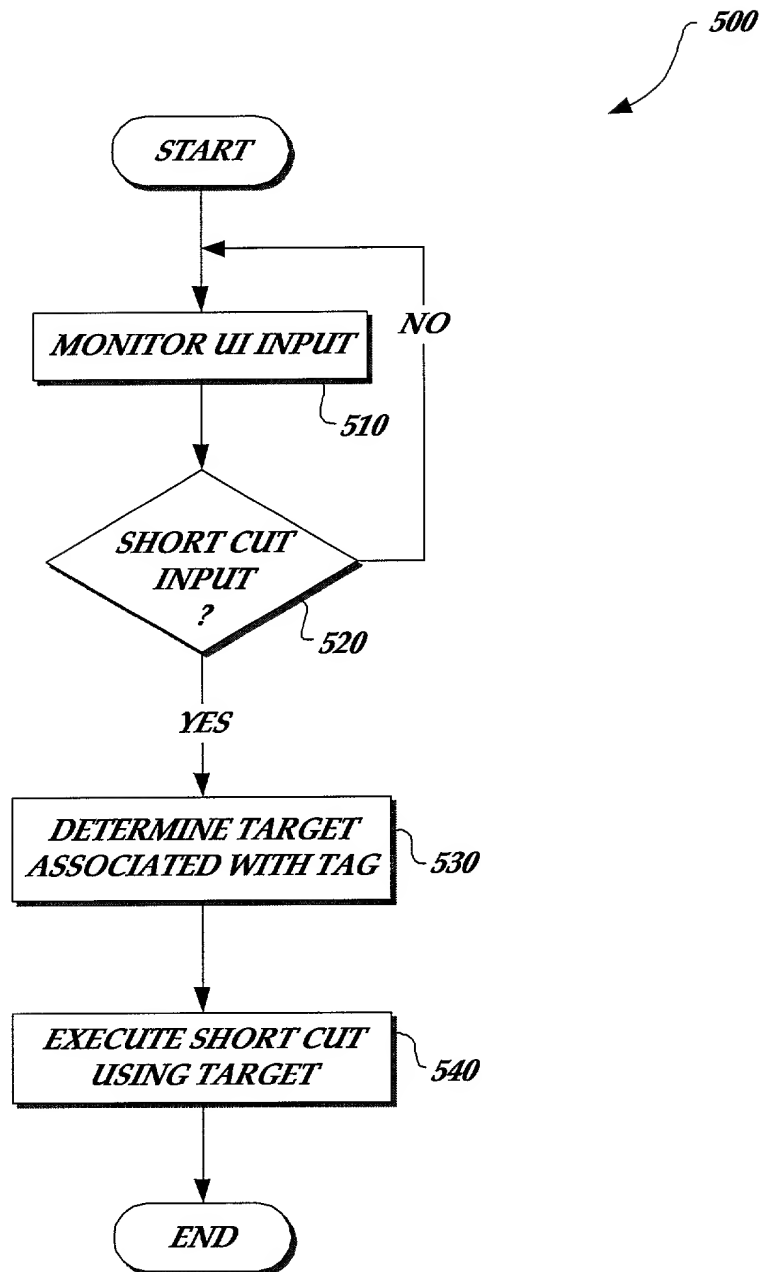 500
START
NO
MONITOR UI INPUT
510
SHORT CUT
INPUT
?
520
YES
DETERMINE TARGET
ASSOCIATED WITH TAG
530
EXECUTE SHORT CUT
USING TARGET
540
END